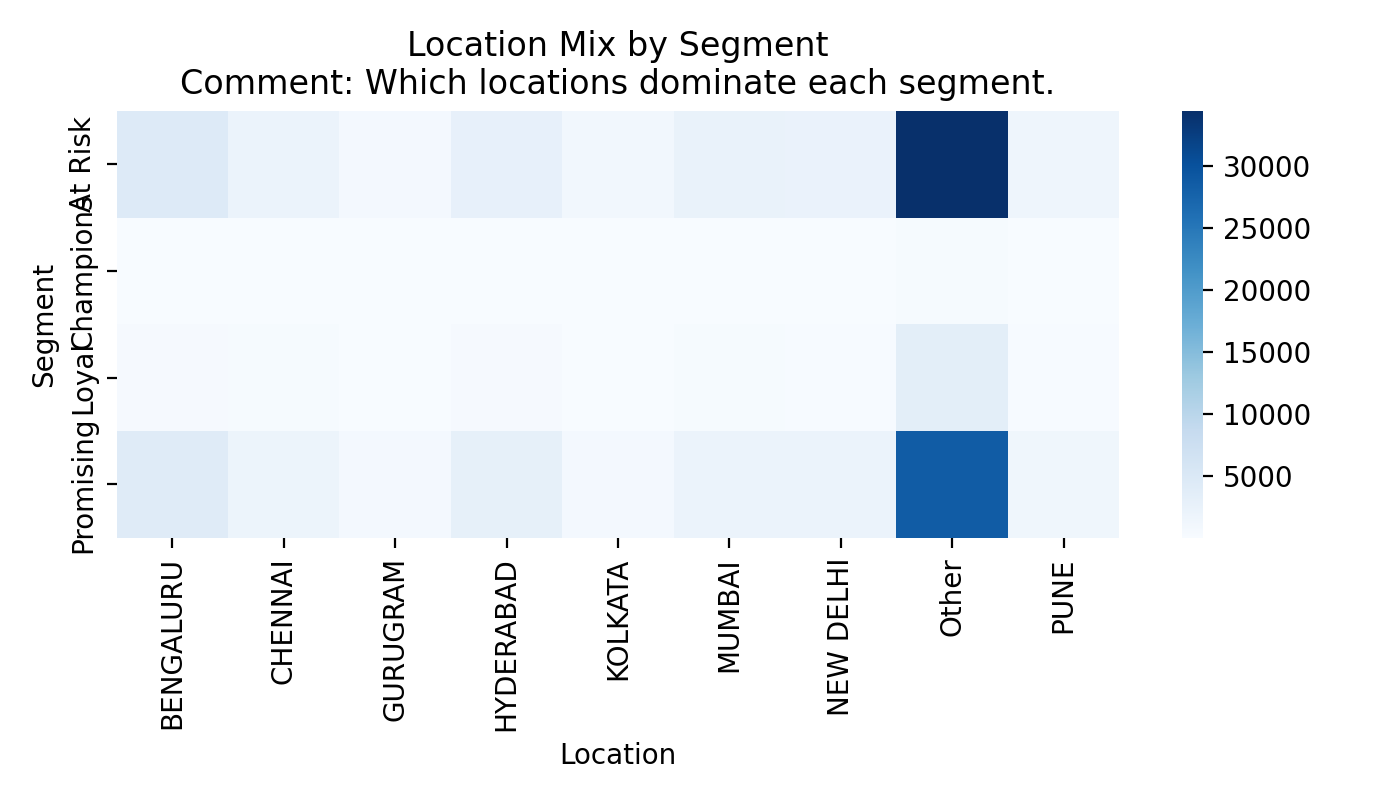 Location Mix by Segment
Comment: Which locations dominate each segment.
Segment
At Risk
Champions
Loyal
Promising
BENGALURU
CHENNAI
GURUGRAM
HYDERABAD
KOLKATA
MUMBAI
NEW DELHI
Other
PUNE
Location
30000
25000
20000
15000
10000
5000